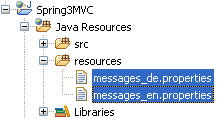 Spring3MVC
Java Resources
src
resources
messages_de.properties
messages_en.properties
Libraries